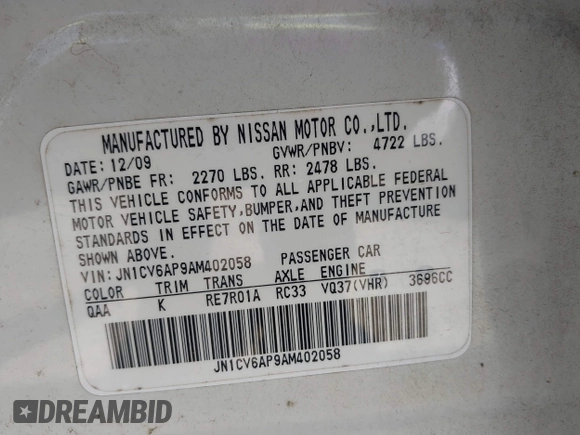 MANUFACTURED BY NISSAN MOTOR CO.,LTD.
DATE: 12/09 GVWR/PNBV: 4722 LBS.
GAWR/PNBE FR: 2270 LBS. RR: 2478 LBS.
THIS VEHICLE CONFORMS TO ALL APPLICABLE FEDERAL
MOTOR VEHICLE SAFETY,BUMPER,AND THEFT PREVENTION
STANDARDS IN EFFECT ON THE DATE OF MANUFACTURE
SHOWN ABOVE.
VIN: JN1CV6AP9AM402058 PASSENGER CAR
COLOR TRIM TRANS AXLE ENGINE
QAA K RE7R01A RC33 VQ37(VHR) 3696CC
JN1CV6AP9AM402058
DREAMBID